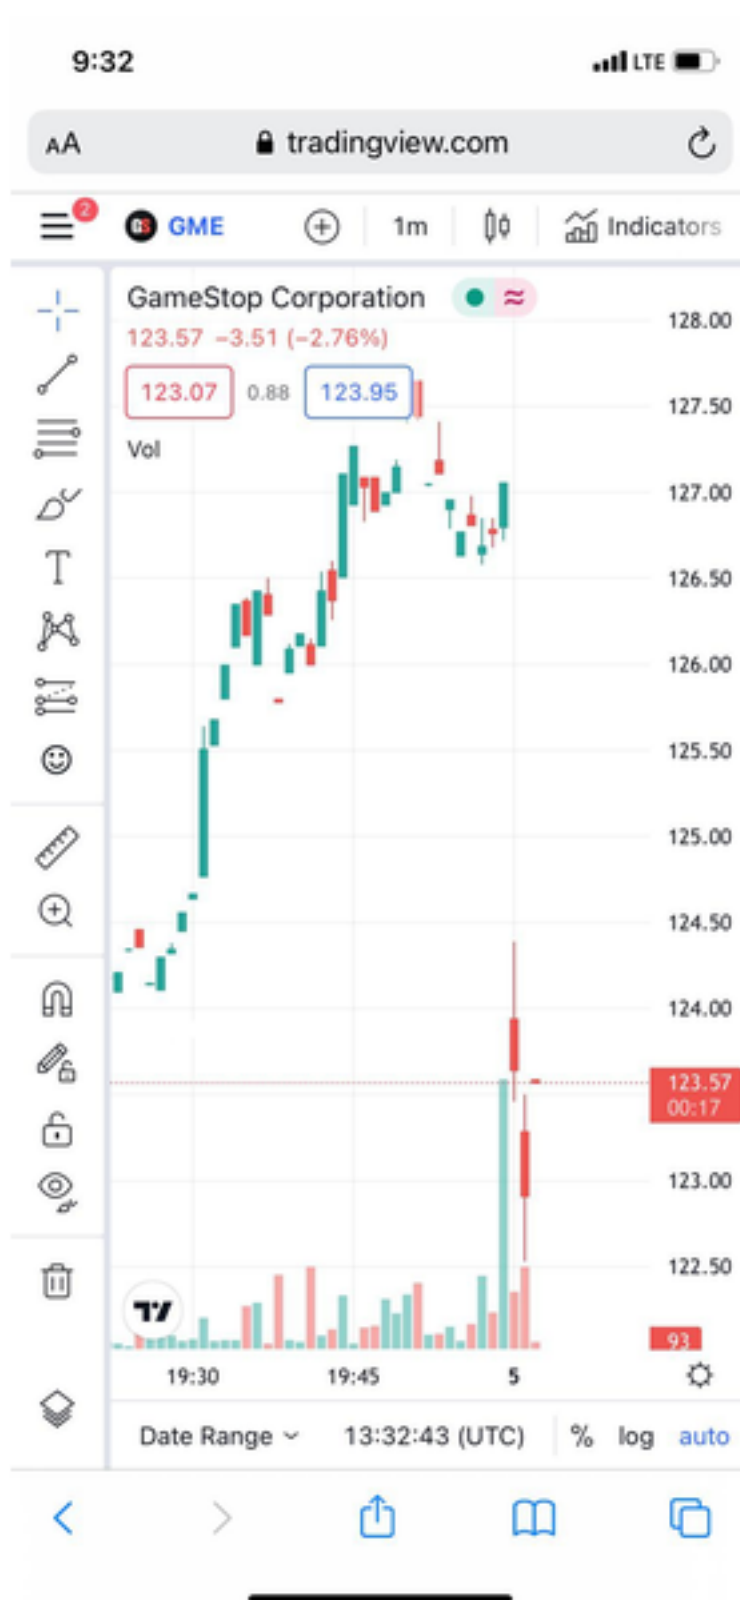 9:32 LTE
AA tradingview.com
2 GME 1m Indicators
GameStop Corporation
123.57 −3.51 (−2.76%)
123.07 0.88 123.95
Vol
128.00
127.50
127.00
126.50
126.00
125.50
125.00
124.50
124.00
123.57
00:17
123.00
122.50
93
19:30 19:45 5
Date Range 13:32:43 (UTC) % log auto